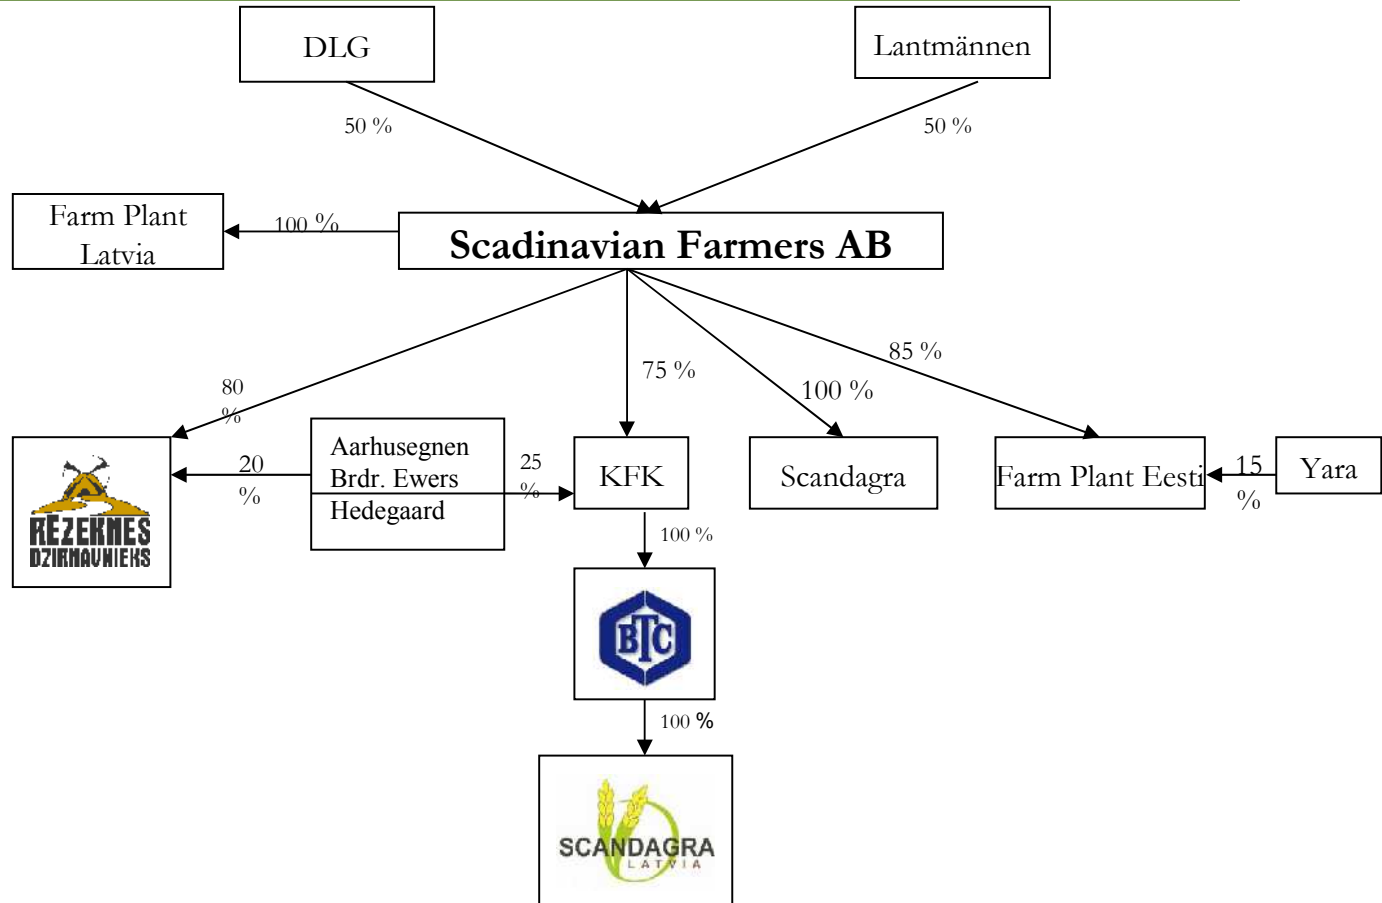 DLG
Lantmännen
50 %
50 %
Farm Plant
Latvia
100 %
Scadinavian Farmers AB
80
%
75 %
100 %
85 %
RĒZEKNES
DZIRNAVNIEKS
20
%
Aarhusegnen
Brdr. Ewers
Hedegaard
25
%
KFK
Scandagra
Farm Plant Eesti
15
%
Yara
100 %
BTC
100 %
SCANDAGRA
LATVIA